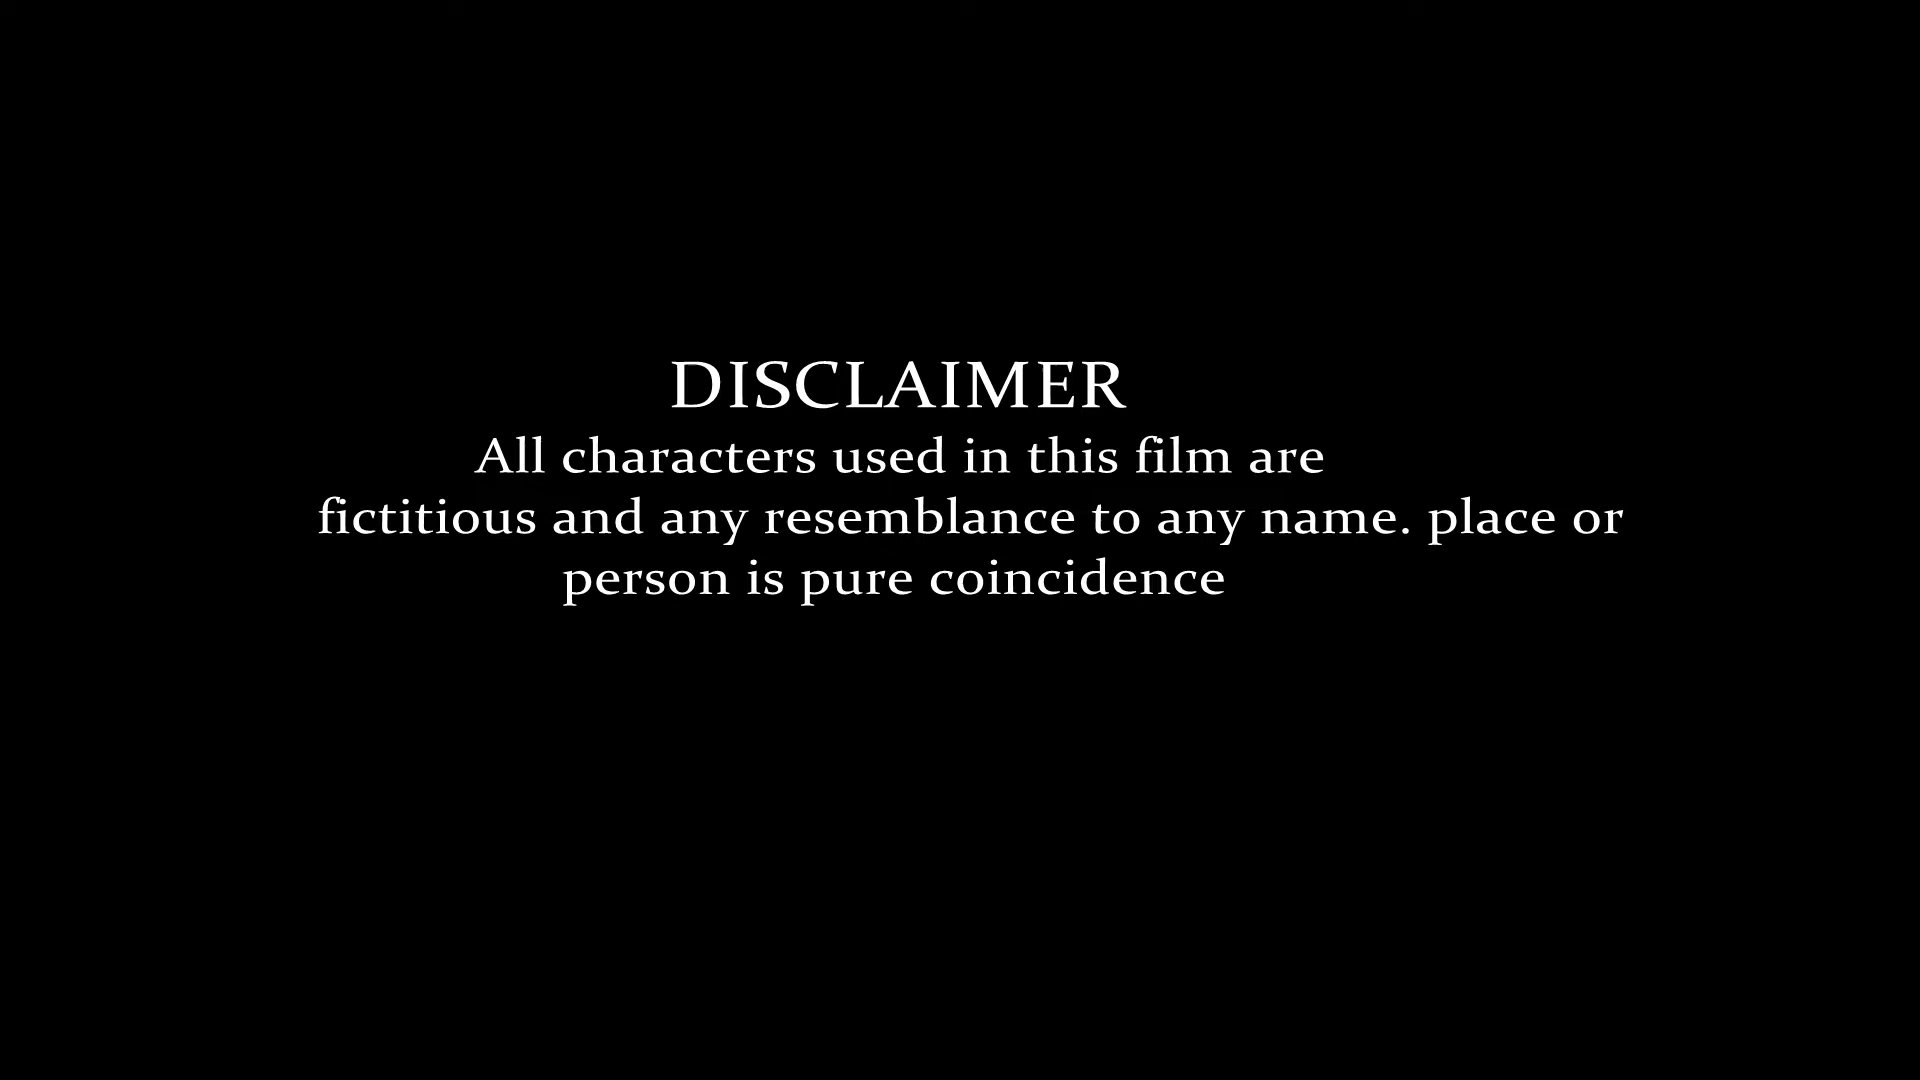 DISCLAIMER
All characters used in this film are
fictitious and any resemblance to any name. place or
person is pure coincidence